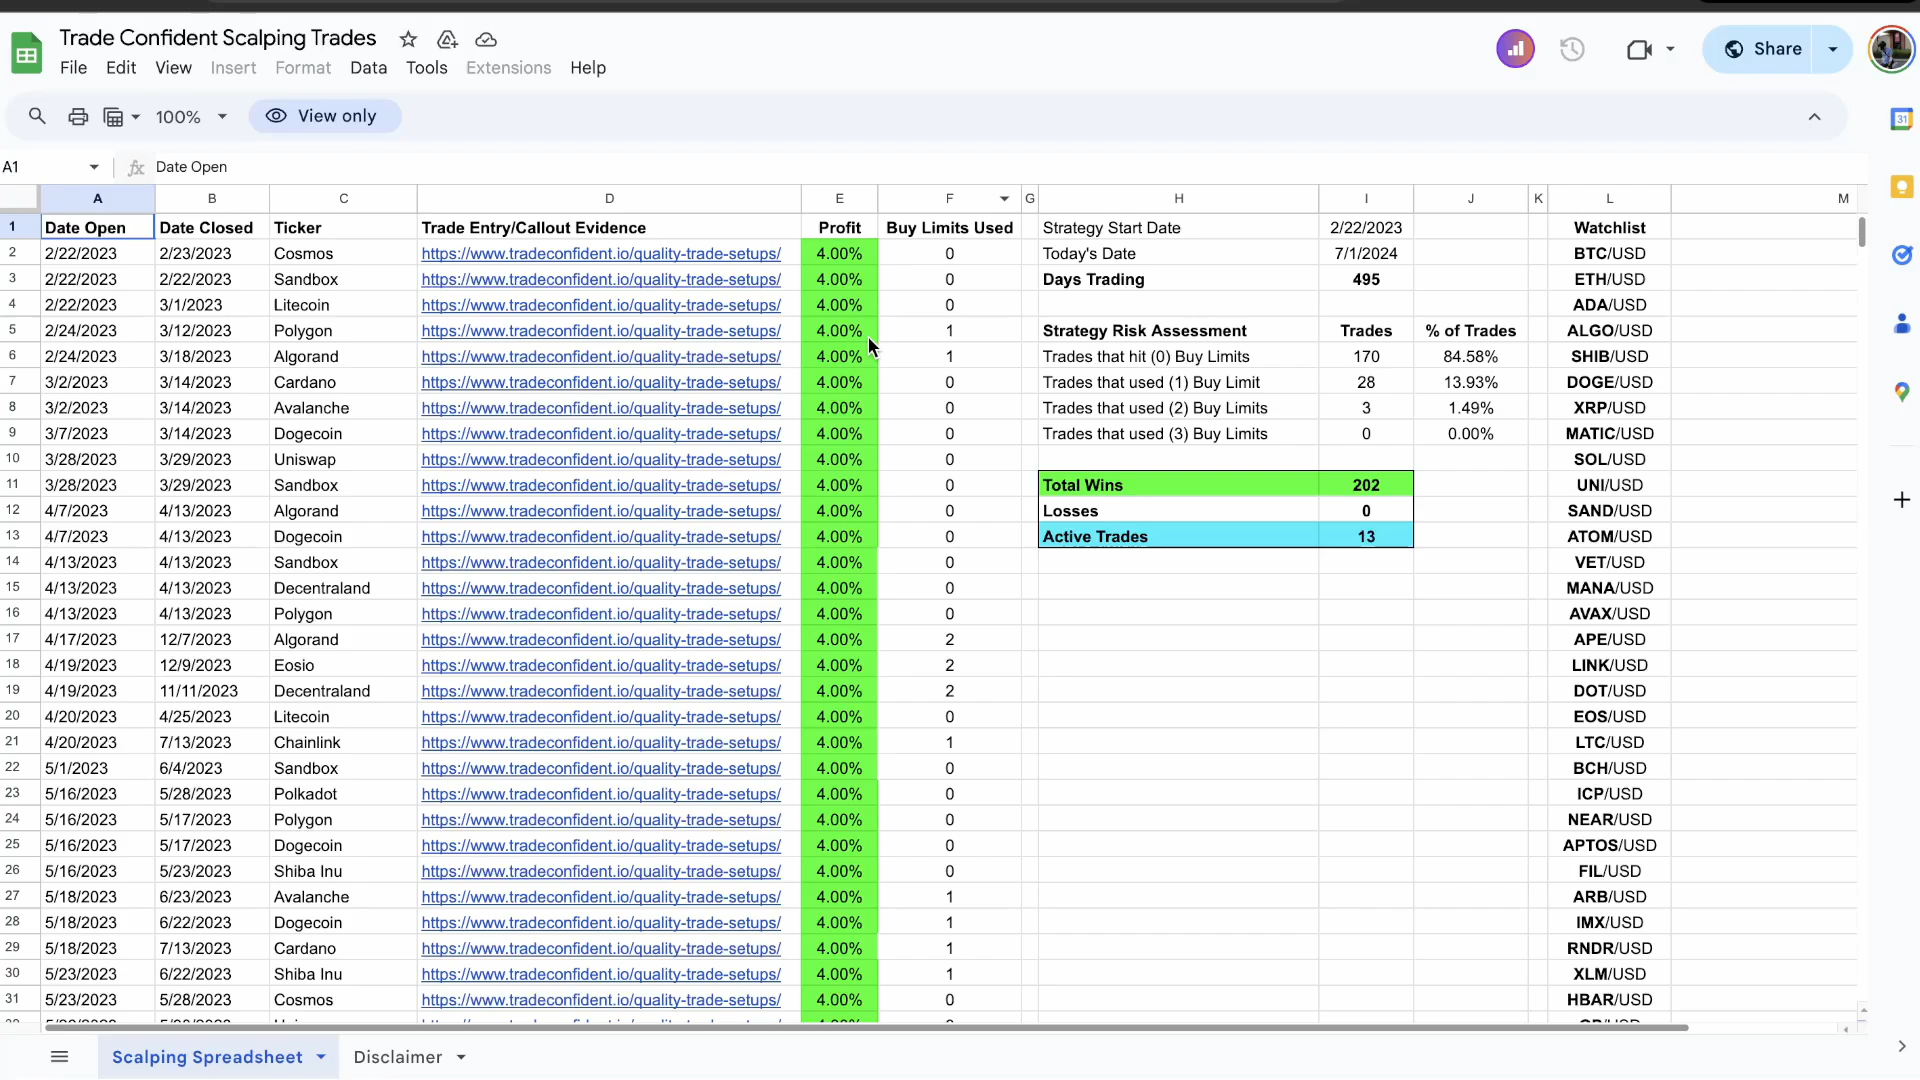 Trade Confident Scalping Trades
File Edit View Insert Format Data Tools Extensions Help
Share
100% View only
A1 fx Date Open
A B C D E F G H I J K L M
1 Date Open Date Closed Ticker Trade Entry/Callout Evidence Profit Buy Limits Used Strategy Start Date 2/22/2023 Watchlist
2 2/22/2023 2/23/2023 Cosmos https://www.tradeconfident.io/quality-trade-setups/ 4.00% 0 Today's Date 7/1/2024 BTC/USD
3 2/22/2023 2/22/2023 Sandbox https://www.tradeconfident.io/quality-trade-setups/ 4.00% 0 Days Trading 495 ETH/USD
4 2/22/2023 3/1/2023 Litecoin https://www.tradeconfident.io/quality-trade-setups/ 4.00% 0 ADA/USD
5 2/24/2023 3/12/2023 Polygon https://www.tradeconfident.io/quality-trade-setups/ 4.00% 1 Strategy Risk Assessment Trades % of Trades ALGO/USD
6 2/24/2023 3/18/2023 Algorand https://www.tradeconfident.io/quality-trade-setups/ 4.00% 1 Trades that hit (0) Buy Limits 170 84.58% SHIB/USD
7 3/2/2023 3/14/2023 Cardano https://www.tradeconfident.io/quality-trade-setups/ 4.00% 0 Trades that used (1) Buy Limit 28 13.93% DOGE/USD
8 3/2/2023 3/14/2023 Avalanche https://www.tradeconfident.io/quality-trade-setups/ 4.00% 0 Trades that used (2) Buy Limits 3 1.49% XRP/USD
9 3/7/2023 3/14/2023 Dogecoin https://www.tradeconfident.io/quality-trade-setups/ 4.00% 0 Trades that used (3) Buy Limits 0 0.00% MATIC/USD
10 3/28/2023 3/29/2023 Uniswap https://www.tradeconfident.io/quality-trade-setups/ 4.00% 0 SOL/USD
11 3/28/2023 3/29/2023 Sandbox https://www.tradeconfident.io/quality-trade-setups/ 4.00% 0 Total Wins 202 UNI/USD
12 4/7/2023 4/13/2023 Algorand https://www.tradeconfident.io/quality-trade-setups/ 4.00% 0 Losses 0 SAND/USD
13 4/7/2023 4/13/2023 Dogecoin https://www.tradeconfident.io/quality-trade-setups/ 4.00% 0 Active Trades 13 ATOM/USD
14 4/13/2023 4/13/2023 Sandbox https://www.tradeconfident.io/quality-trade-setups/ 4.00% 0 VET/USD
15 4/13/2023 4/13/2023 Decentraland https://www.tradeconfident.io/quality-trade-setups/ 4.00% 0 MANA/USD
16 4/13/2023 4/13/2023 Polygon https://www.tradeconfident.io/quality-trade-setups/ 4.00% 0 AVAX/USD
17 4/17/2023 12/7/2023 Algorand https://www.tradeconfident.io/quality-trade-setups/ 4.00% 2 APE/USD
18 4/19/2023 12/9/2023 Eosio https://www.tradeconfident.io/quality-trade-setups/ 4.00% 2 LINK/USD
19 4/19/2023 11/11/2023 Decentraland https://www.tradeconfident.io/quality-trade-setups/ 4.00% 2 DOT/USD
20 4/20/2023 4/25/2023 Litecoin https://www.tradeconfident.io/quality-trade-setups/ 4.00% 0 EOS/USD
21 4/20/2023 7/13/2023 Chainlink https://www.tradeconfident.io/quality-trade-setups/ 4.00% 1 LTC/USD
22 5/1/2023 6/4/2023 Sandbox https://www.tradeconfident.io/quality-trade-setups/ 4.00% 0 BCH/USD
23 5/16/2023 5/28/2023 Polkadot https://www.tradeconfident.io/quality-trade-setups/ 4.00% 0 ICP/USD
24 5/16/2023 5/17/2023 Polygon https://www.tradeconfident.io/quality-trade-setups/ 4.00% 0 NEAR/USD
25 5/16/2023 5/17/2023 Dogecoin https://www.tradeconfident.io/quality-trade-setups/ 4.00% 0 APTOS/USD
26 5/16/2023 5/23/2023 Shiba Inu https://www.tradeconfident.io/quality-trade-setups/ 4.00% 0 FIL/USD
27 5/18/2023 6/23/2023 Avalanche https://www.tradeconfident.io/quality-trade-setups/ 4.00% 1 ARB/USD
28 5/18/2023 6/22/2023 Dogecoin https://www.tradeconfident.io/quality-trade-setups/ 4.00% 1 IMX/USD
29 5/18/2023 7/13/2023 Cardano https://www.tradeconfident.io/quality-trade-setups/ 4.00% 1 RNDR/USD
30 5/23/2023 6/22/2023 Shiba Inu https://www.tradeconfident.io/quality-trade-setups/ 4.00% 1 XLM/USD
31 5/23/2023 5/28/2023 Cosmos https://www.tradeconfident.io/quality-trade-setups/ 4.00% 0 HBAR/USD
Scalping Spreadsheet Disclaimer